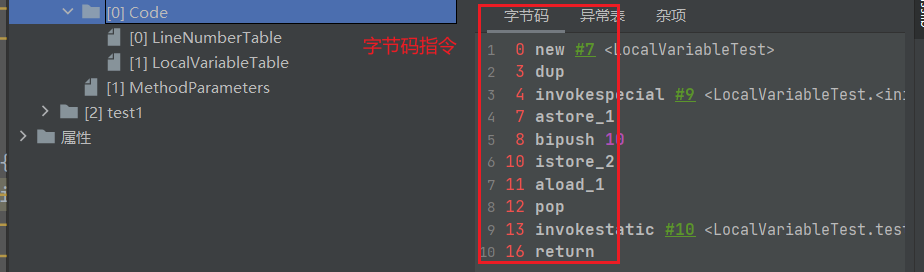 [0] Code
[0] LineNumberTable
[1] LocalVariableTable
[1] MethodParameters
[2] test1
属性
字节码指令
字节码 异常表 杂项
1 0 new #7 <LocalVariableTest>
2 3 dup
3 4 invokespecial #9 <LocalVariableTest.<ini
4 7 astore_1
5 8 bipush 10
6 10 istore_2
7 11 aload_1
8 12 pop
9 13 invokestatic #10 <LocalVariableTest.test
10 16 return